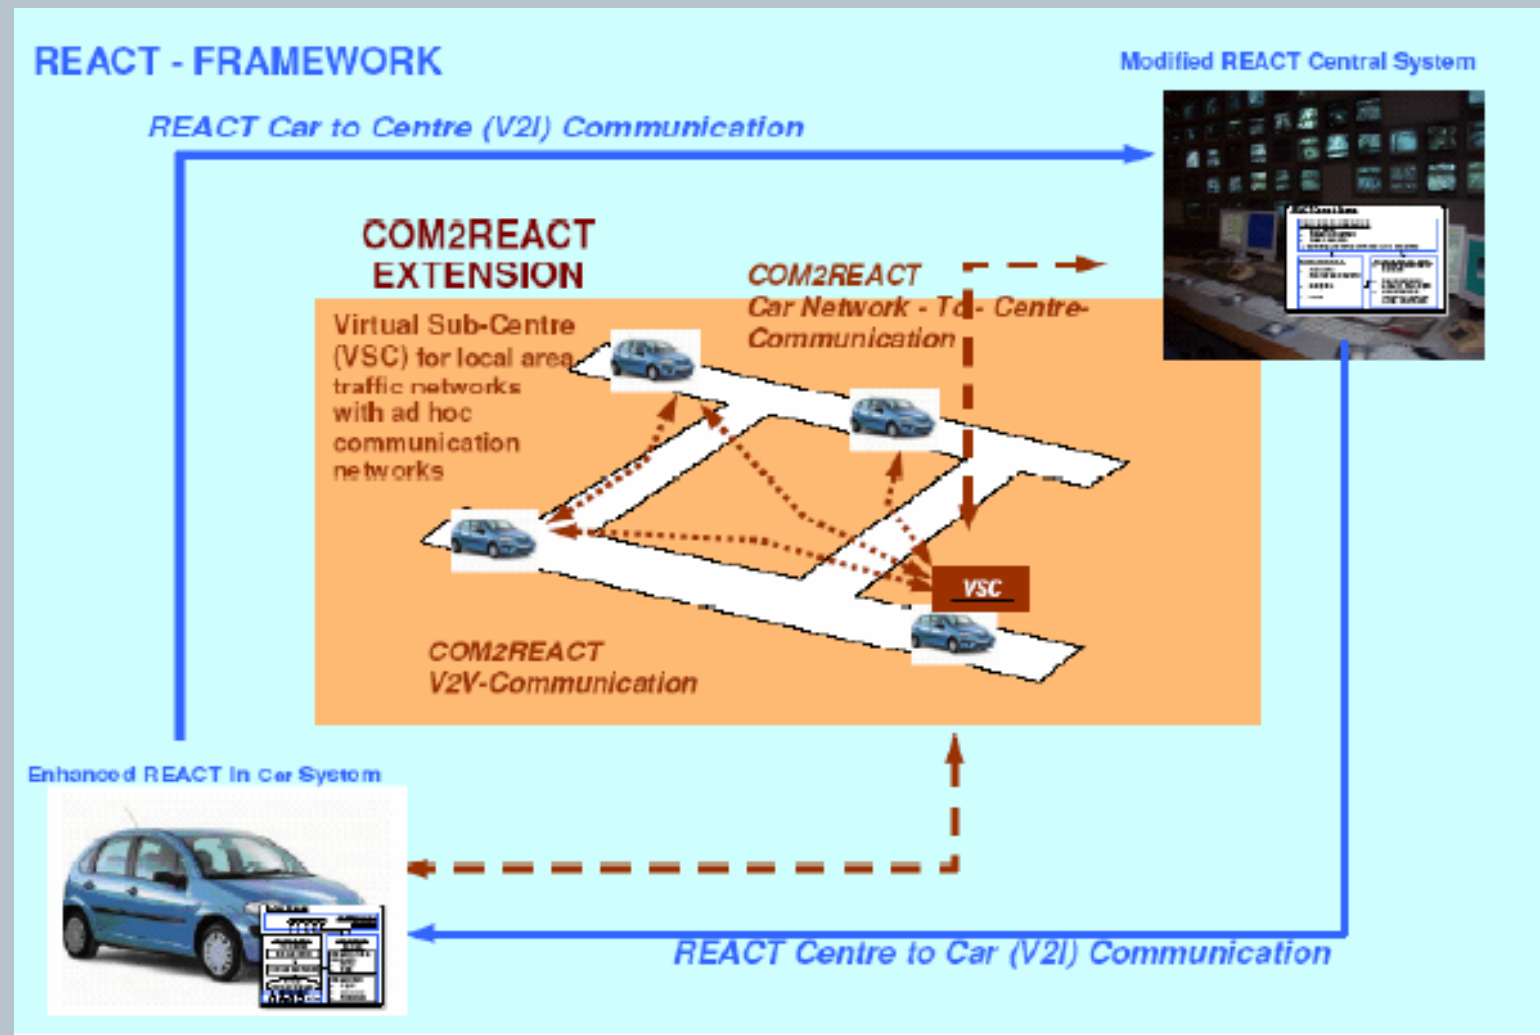 REACT - FRAMEWORK
Modified REACT Central System
REACT Car to Centre (V2I) Communication
COM2REACT
EXTENSION
COM2REACT
Car Network - To - Centre-
Communication
Virtual Sub-Centre
(VSC) for local area
traffic networks
with ad hoc
communication
networks
VSC
COM2REACT
V2V-Communication
Enhanced REACT In Car System
REACT Centre to Car (V2I) Communication